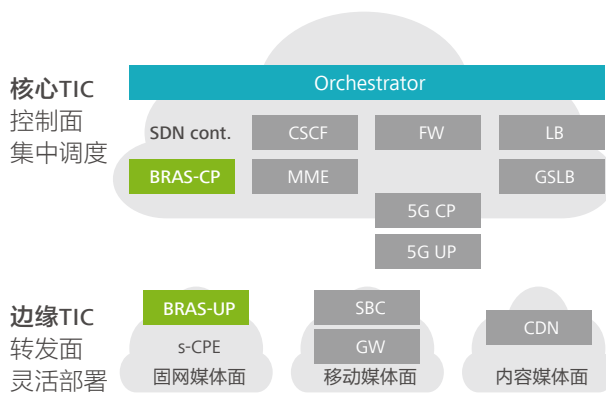 核心TIC
控制面
集中调度
Orchestrator
SDN cont.
CSCF
FW
LB
BRAS-CP
MME
GSLB
5G CP
5G UP
边缘TIC
转发面
灵活部署
BRAS-UP
s-CPE
固网媒体面
SBC
GW
移动媒体面
CDN
内容媒体面